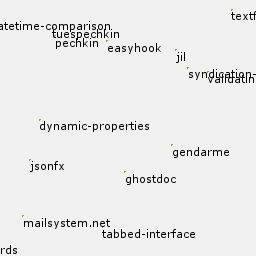 textf
atetime-comparison
tuespechkin
pechkin
easyhook
jil
syndication-
validatin
dynamic-properties
gendarme
jsonfx
ghostdoc
mailsystem.net
tabbed-interface
rds